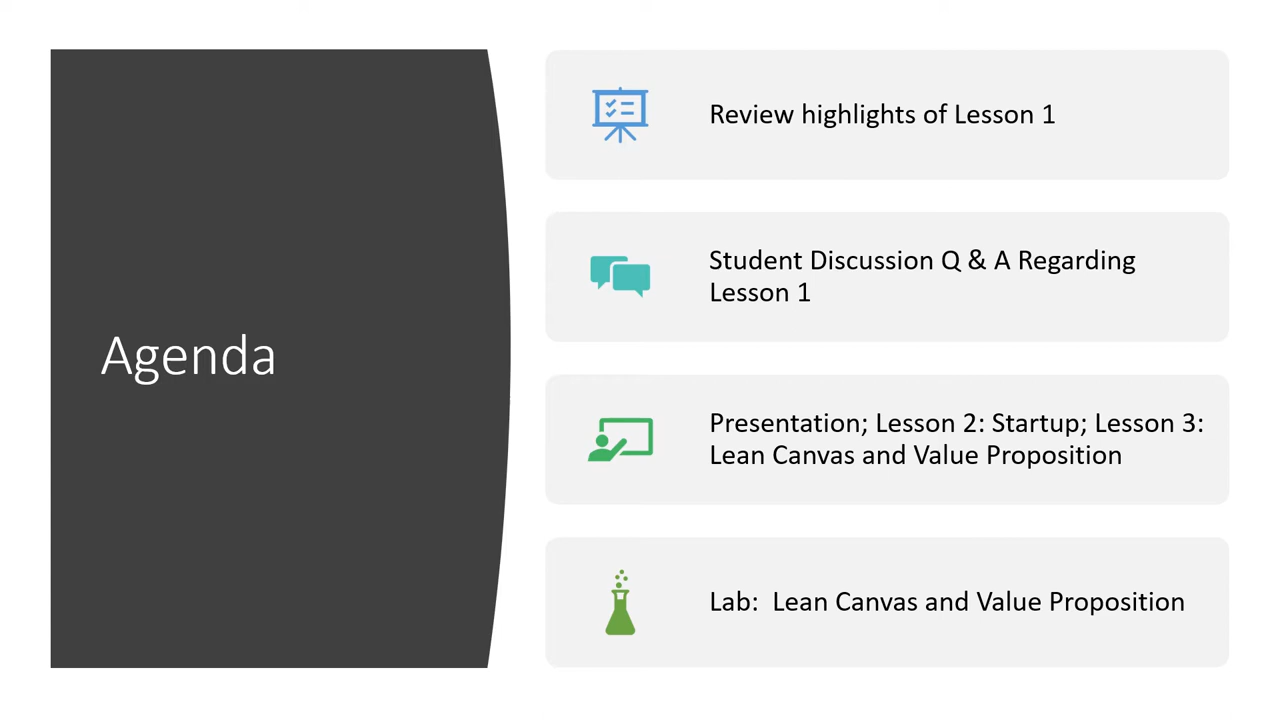 Agenda
Review highlights of Lesson 1
Student Discussion Q & A Regarding
Lesson 1
Presentation; Lesson 2: Startup; Lesson 3:
Lean Canvas and Value Proposition
Lab:  Lean Canvas and Value Proposition